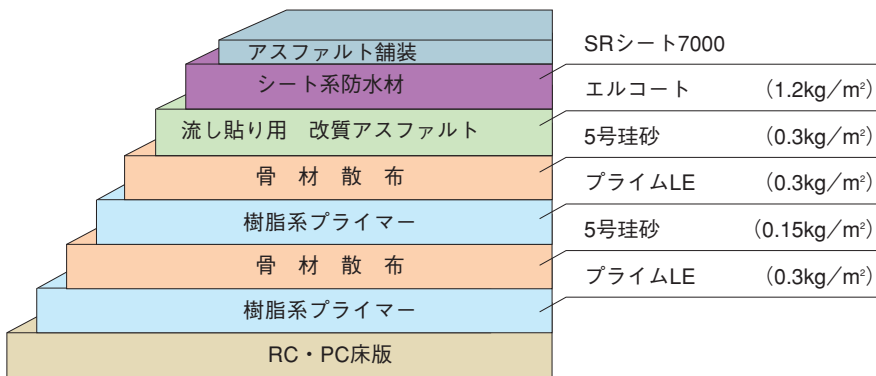 アスファルト舗装
シート系防水材
流し貼り用 改質アスファルト
骨材散布
樹脂系プライマー
骨材散布
樹脂系プライマー
RC・PC床版
SRシート7000
エルコート (1.2kg/m²)
5号珪砂 (0.3kg/m²)
プライムLE (0.3kg/m²)
5号珪砂 (0.15kg/m²)
プライムLE (0.3kg/m²)